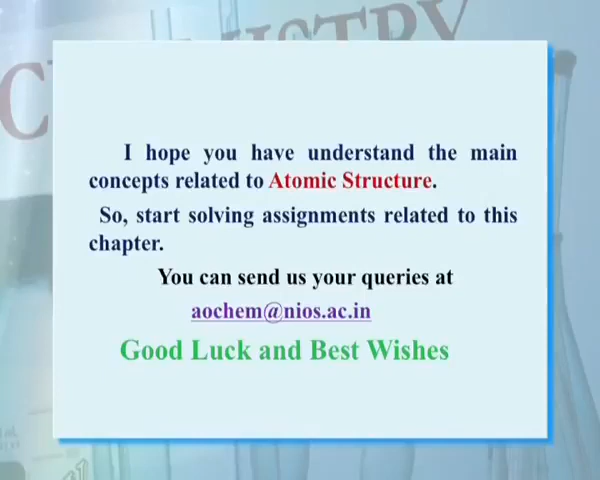 I hope you have understand the main
concepts related to Atomic Structure.
So, start solving assignments related to this
chapter.
You can send us your queries at
aochem@nios.ac.in
Good Luck and Best Wishes